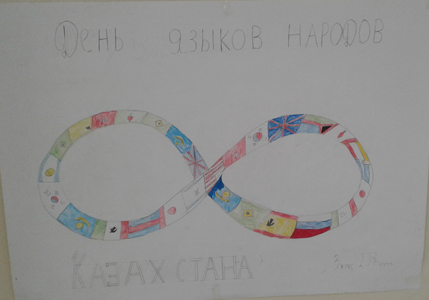 День языков народов
Казахстана